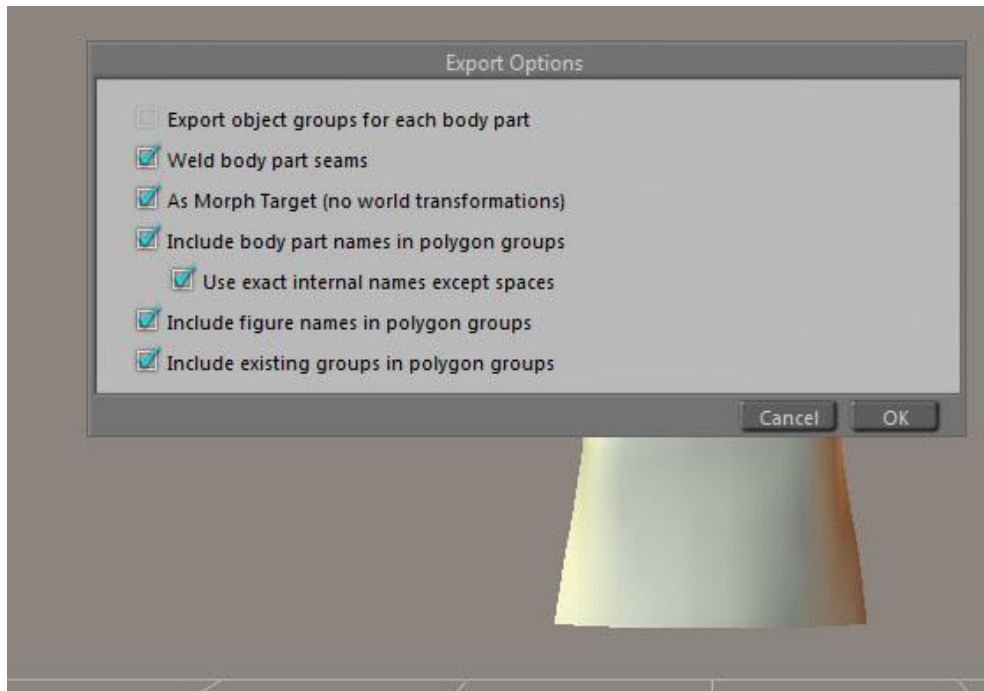 Export Options
Export object groups for each body part
Weld body part seams
As Morph Target (no world transformations)
Include body part names in polygon groups
Use exact internal names except spaces
Include figure names in polygon groups
Include existing groups in polygon groups
Cancel OK